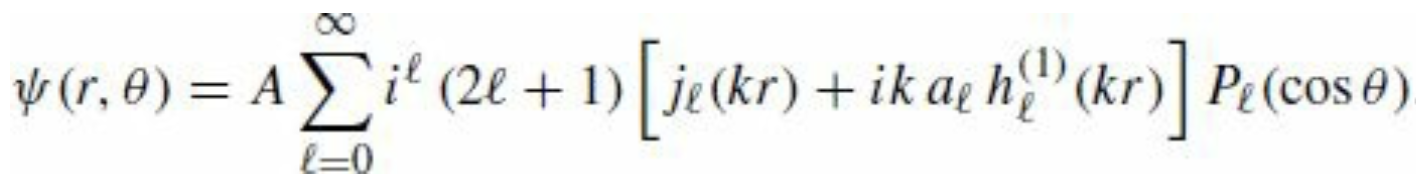 ψ(r, θ) = A ∑_{ℓ=0}^{∞} i^ℓ (2ℓ + 1) [j_ℓ(kr) + ik a_ℓ h_ℓ^{(1)}(kr)] P_ℓ(cos θ).